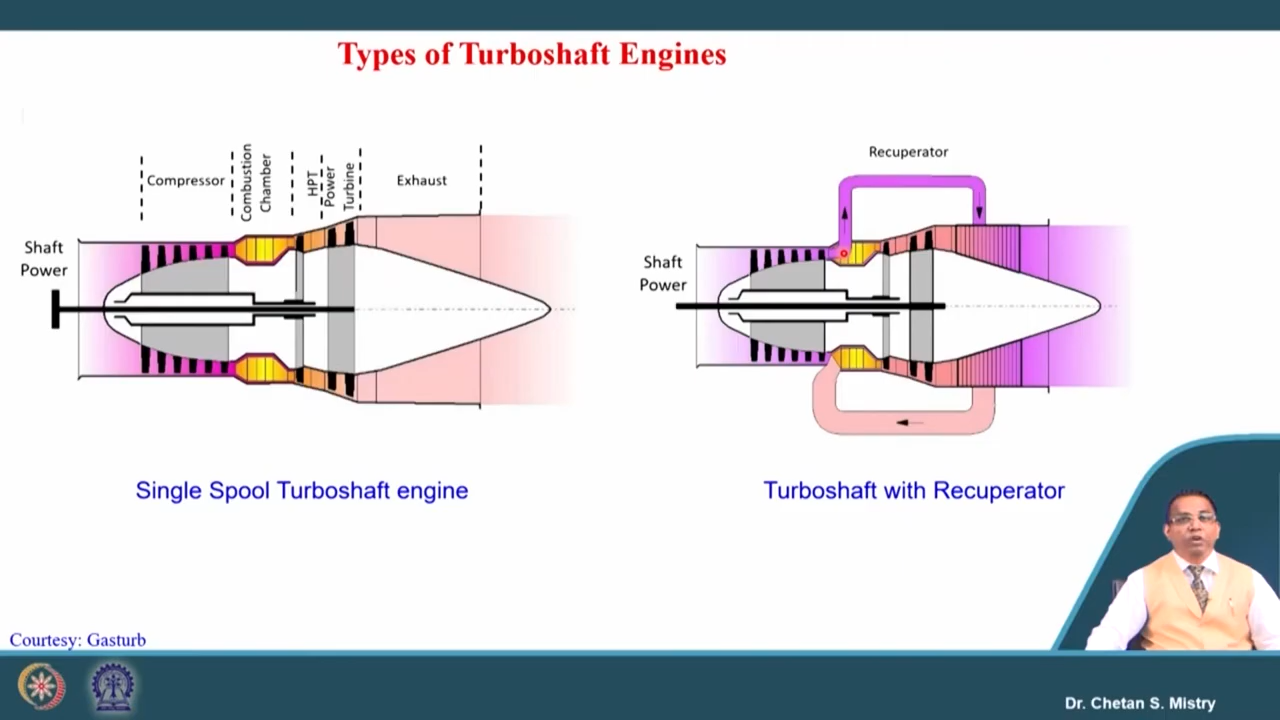 Types of Turboshaft Engines
Compressor
Combustion
Chamber
HPT
Power
Turbine
Exhaust
Shaft
Power
Recuperator
Shaft
Power
Single Spool Turboshaft engine
Turboshaft with Recuperator
Courtesy: Gasturb
Dr. Chetan S. Mistry